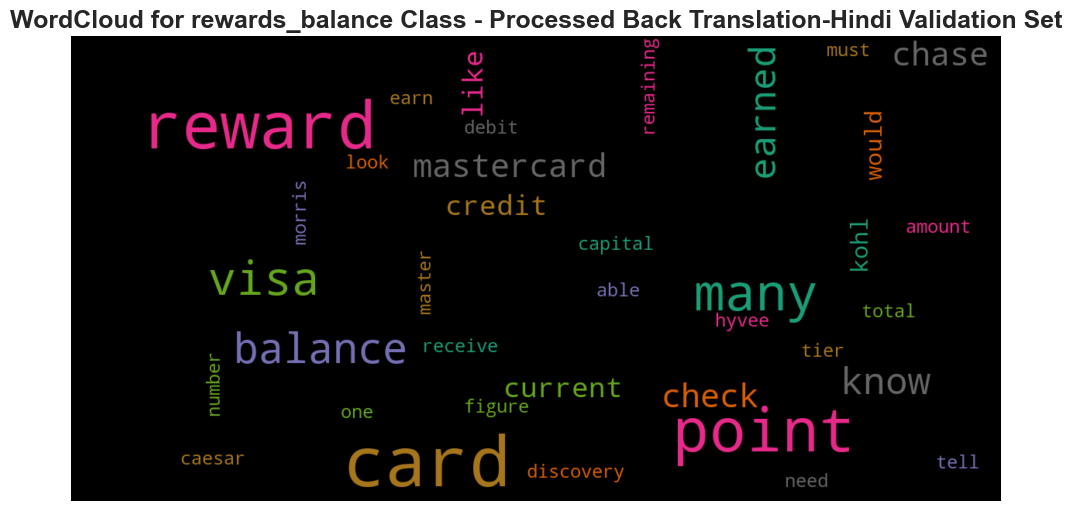 WordCloud for rewards_balance Class - Processed Back Translation-Hindi Validation Set
reward
earn
like
debit
remaining
earned
must
chase
look
mastercard
would
morris
credit
capital
kohl
amount
visa
master
able
many
hyvee
total
balance
receive
tier
number
current
check
know
one
figure
point
caesar
card
discovery
need
tell